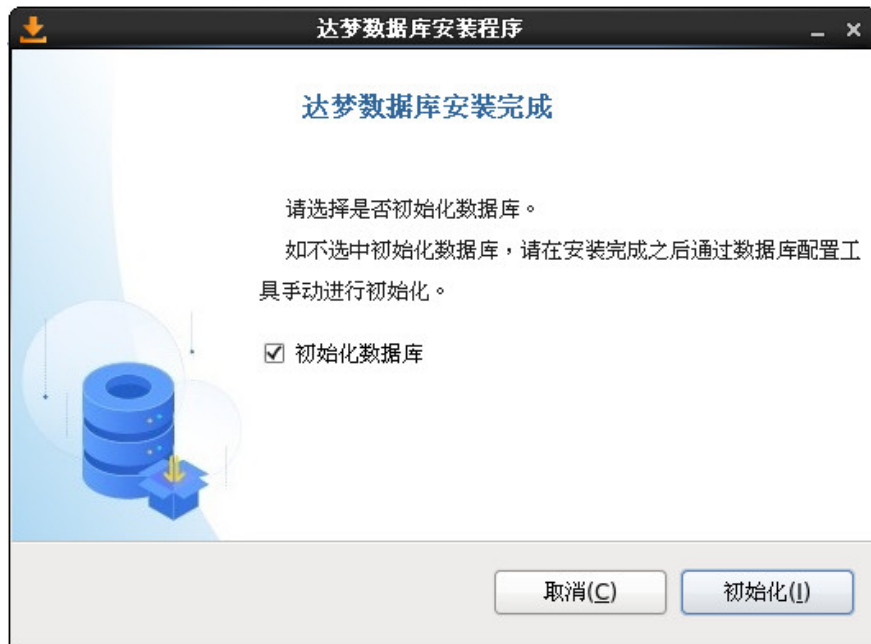 达梦数据库安装程序
达梦数据库安装完成
请选择是否初始化数据库。
如不选中初始化数据库，请在安装完成之后通过数据库配置工
具手动进行初始化。
初始化数据库
取消(C)
初始化(I)